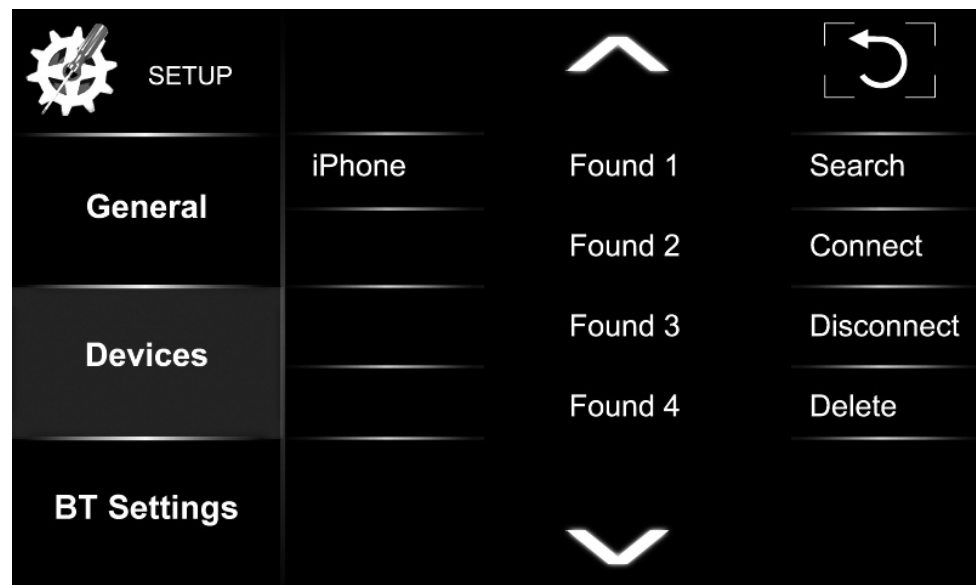 SETUP
General
Devices
BT Settings
iPhone
Found 1
Found 2
Found 3
Found 4
Search
Connect
Disconnect
Delete